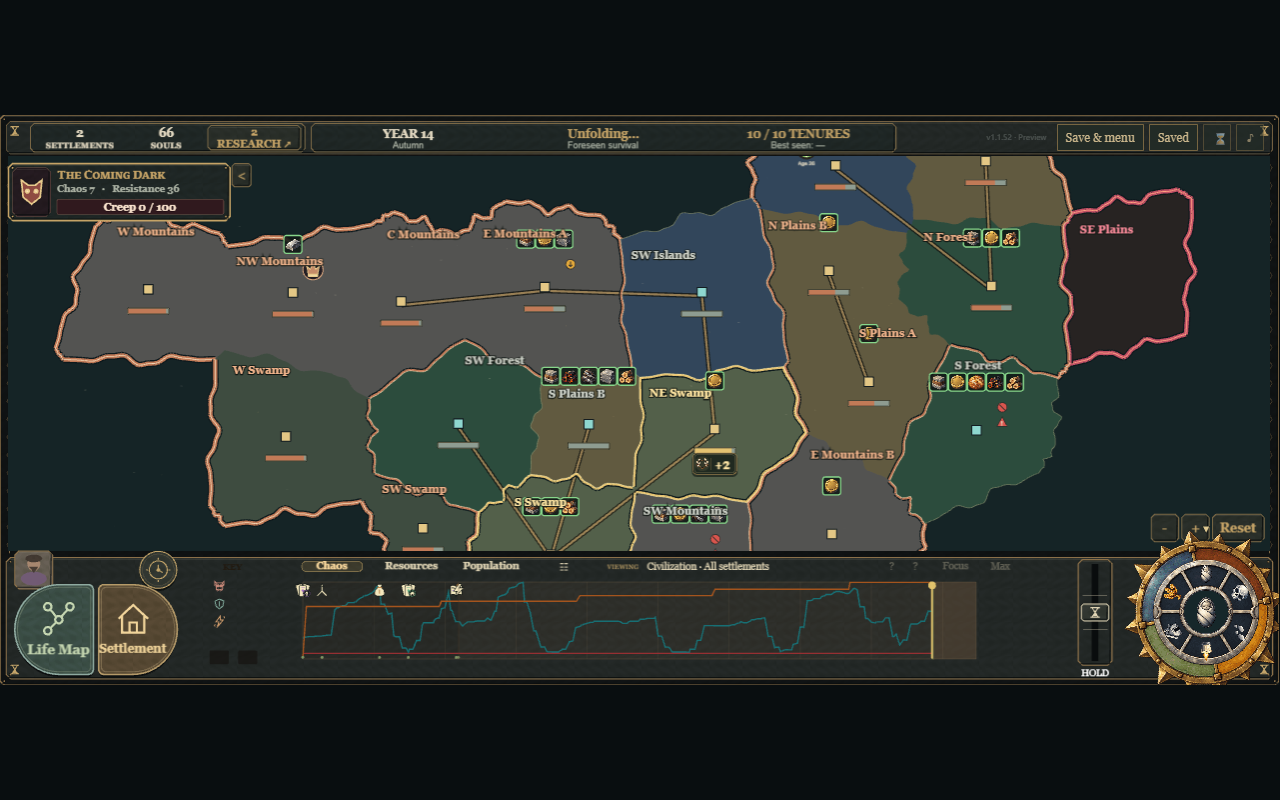 2
SETTLEMENTS
66
SOULS
2
RESEARCH ↗
YEAR 14
Autumn
Unfolding...
Foreseen survival
10 / 10 TENURES
Best seen: —
v1.1.52 · Preview
Save & menu
Saved
THE COMING DARK
Chaos 7 · Resistance 36
Creep 0 / 100
<
W Mountains
NW Mountains
C Mountains
E Mountains A
SW Islands
N Plains B
N Forest
SE Plains
S Plains A
W Swamp
SW Forest
S Plains B
NE Swamp
S Forest
E Mountains B
+2
SW Swamp
S Swamp
SW Mountains
-
+
Reset
Life Map
Settlement
Chaos
Resources
Population
VIEWING
Civilization · All settlements
?
?
Focus
Max
HOLD